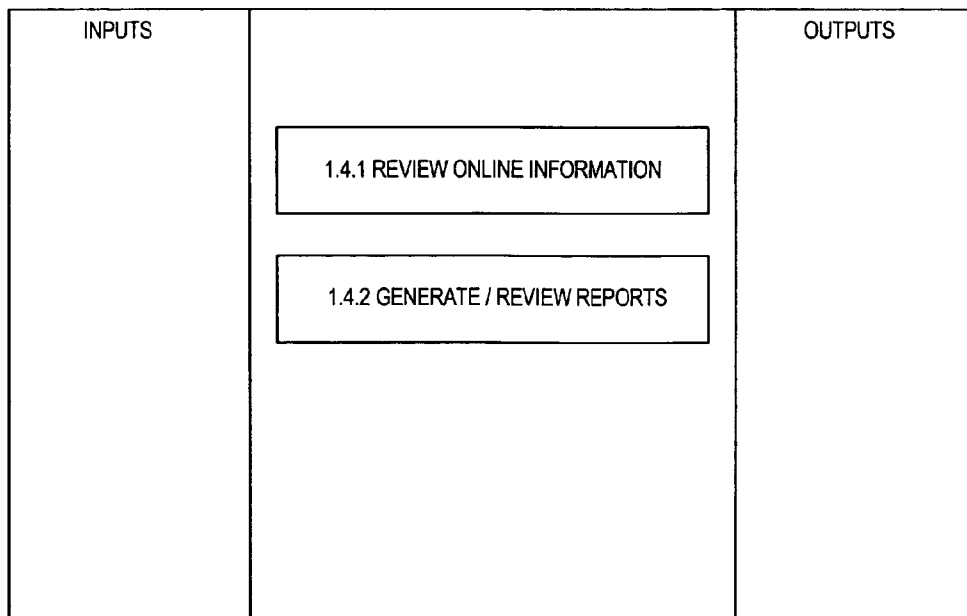 INPUTS
OUTPUTS
1.4.1 REVIEW ONLINE INFORMATION
1.4.2 GENERATE / REVIEW REPORTS